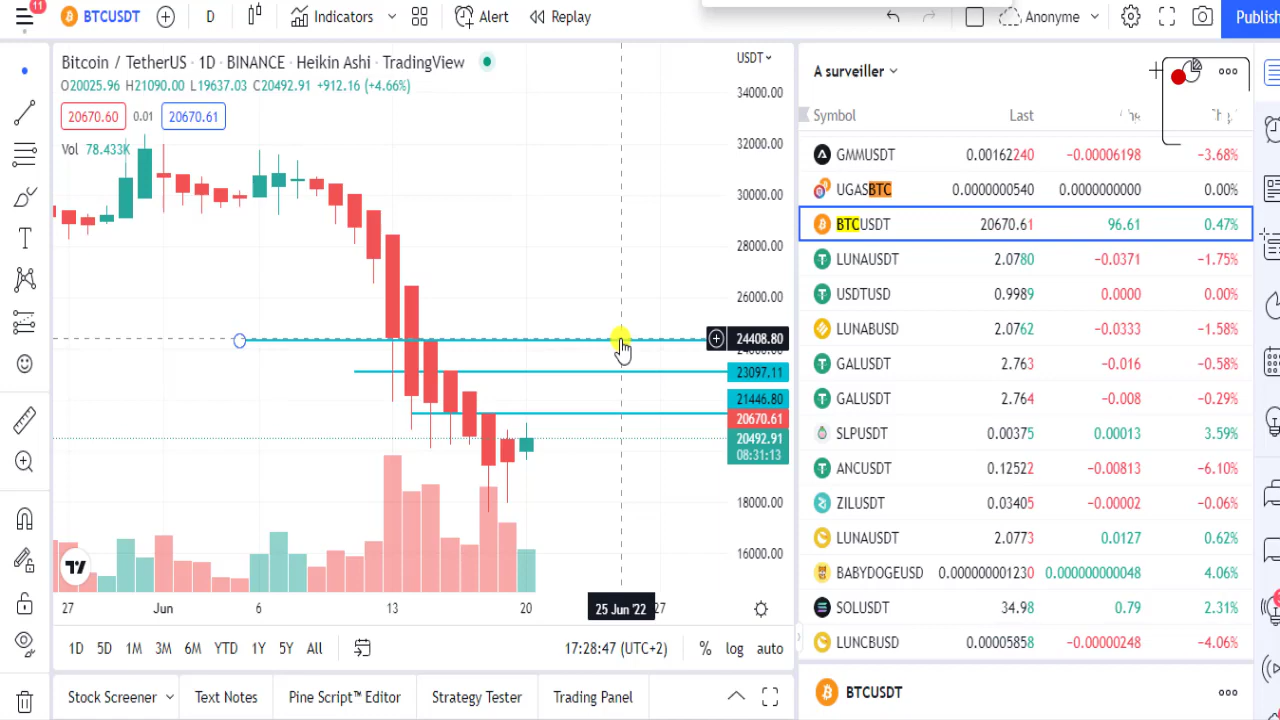 11
BTCUSDT
D
Indicators
Alert
Replay
Anonyme
Publish
Bitcoin / TetherUS · 1D · BINANCE · Heikin Ashi · TradingView
O20025.96 H21090.00 L19637.03 C20492.91 +912.16 (+4.66%)
20670.60 0.01 20670.61
Vol 78.433K
USDT
34000.00
32000.00
30000.00
28000.00
26000.00
24408.80
24000.00
23097.11
21446.80
20670.61
20492.91
08:31:13
18000.00
16000.00
27 Jun 6 13 20 25 Jun '22 27
1D 5D 1M 3M 6M YTD 1Y 5Y All
17:28:47 (UTC+2)
% log auto
Stock Screener Text Notes Pine Script™ Editor Strategy Tester Trading Panel
A surveiller
Symbol Last
GMMUSDT 0.00162240 −0.00006198 −3.68%
UGASBTC 0.0000000540 0.0000000000 0.00%
BTCUSDT 20670.61 96.61 0.47%
LUNAUSDT 2.0780 −0.0371 −1.75%
USDTUSD 0.9989 0.0000 0.00%
LUNABUSD 2.0762 −0.0333 −1.58%
GALUSDT 2.763 −0.016 −0.58%
GALUSDT 2.764 −0.008 −0.29%
SLPUSDT 0.00375 0.00013 3.59%
ANCUSDT 0.12522 −0.00813 −6.10%
ZILUSDT 0.03405 −0.00002 −0.06%
LUNAUSDT 2.0773 0.0127 0.62%
BABYDOGEUSD 0.000000001230 0.000000000048 4.06%
SOLUSDT 34.98 0.79 2.31%
LUNCBUSD 0.00005858 −0.00000248 −4.06%
BTCUSDT